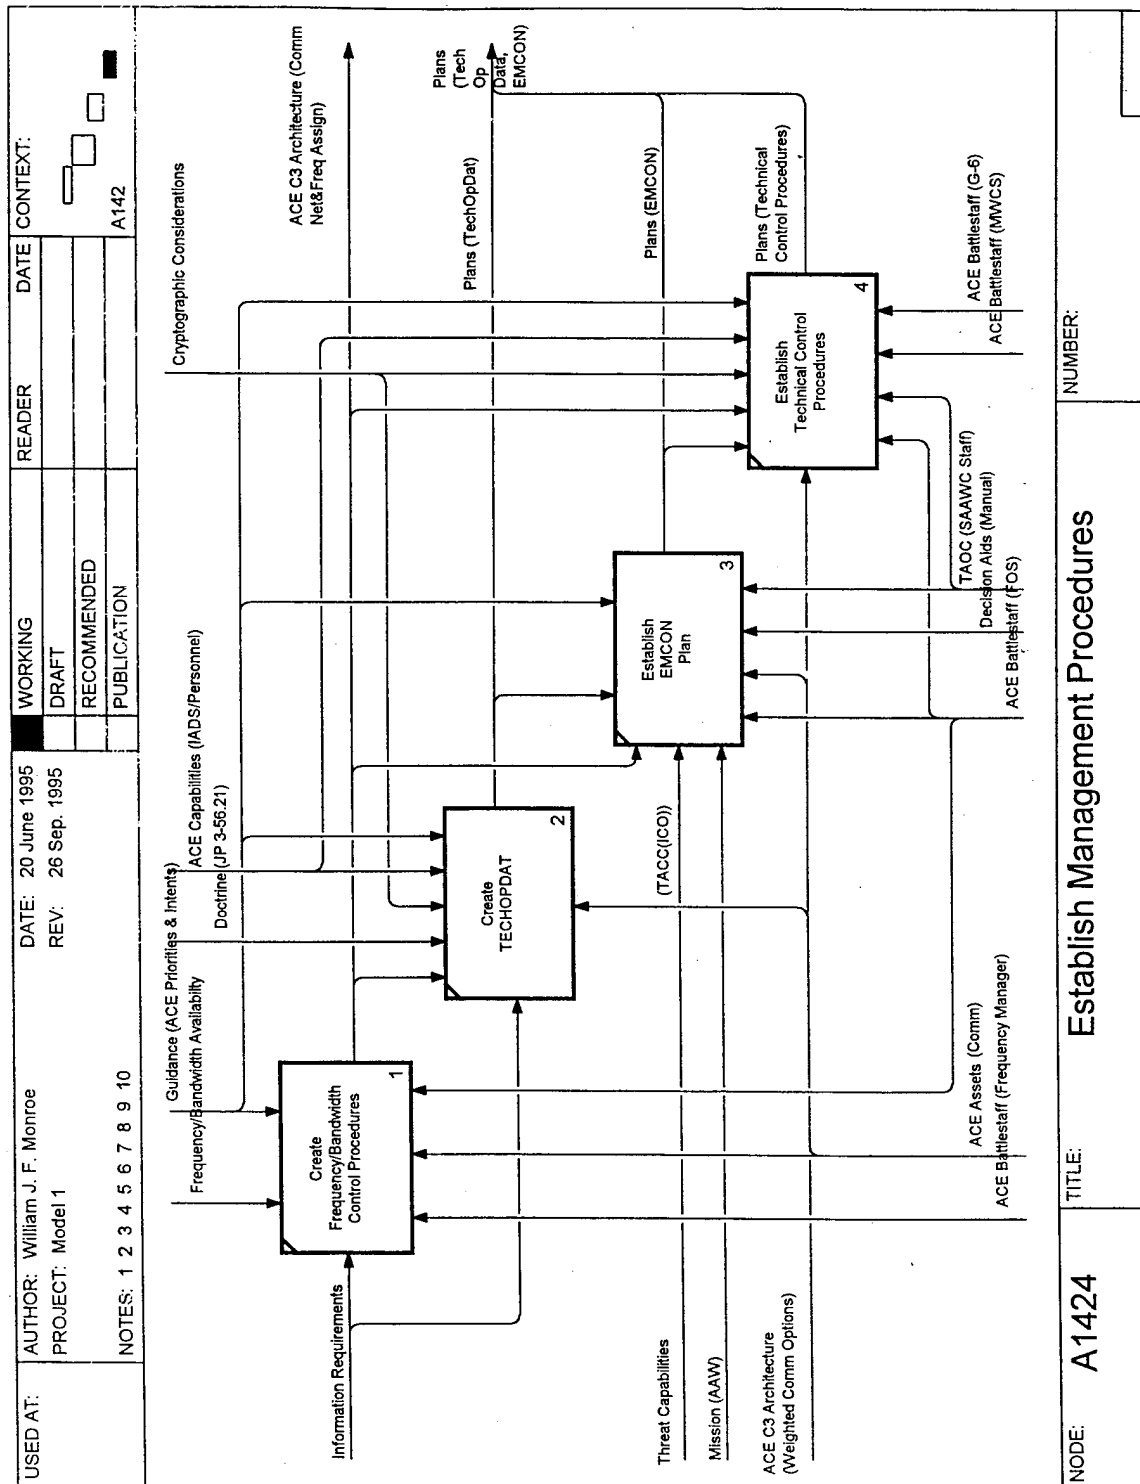 USED AT:
AUTHOR: William J. F. Monroe
PROJECT: Model 1
NOTES: 1 2 3 4 5 6 7 8 9 10
DATE: 20 June 1995
REV: 26 Sep. 1995
WORKING
DRAFT
RECOMMENDED
PUBLICATION
READER
DATE
CONTEXT:
A142
Guidance (ACE Priorities & Intents)
Frequency/Bandwidth Availabilty
ACE Capabilities (IADS/Personnel)
Doctrine (JP 3-56.21)
Cryptographic Considerations
ACE C3 Architecture (Comm
Net&Freq Assign)
Information Requirements
Create
Frequency/Bandwidth
Control Procedures
1
Create
TECHOPDAT
2
Plans (TechOpDat)
Plans
(Tech
Op
Data,
EMCON)
Threat Capabilities
Mission (AAW)
(TACC(ICO))
Establish
EMCON
Plan
3
Plans (EMCON)
ACE C3 Architecture
(Weighted Comm Options)
Establish
Technical Control
Procedures
4
Plans (Technical
Control Procedures)
ACE Assets (Comm)
ACE Battlestaff (Frequency Manager)
TAOC (SAAWC Staff)
Decision Aids (Manual)
ACE Battlestaff (FOS)
ACE Battlestaff (G-6)
ACE Battlestaff (MWCS)
NODE:
A1424
TITLE:
Establish Management Procedures
NUMBER: